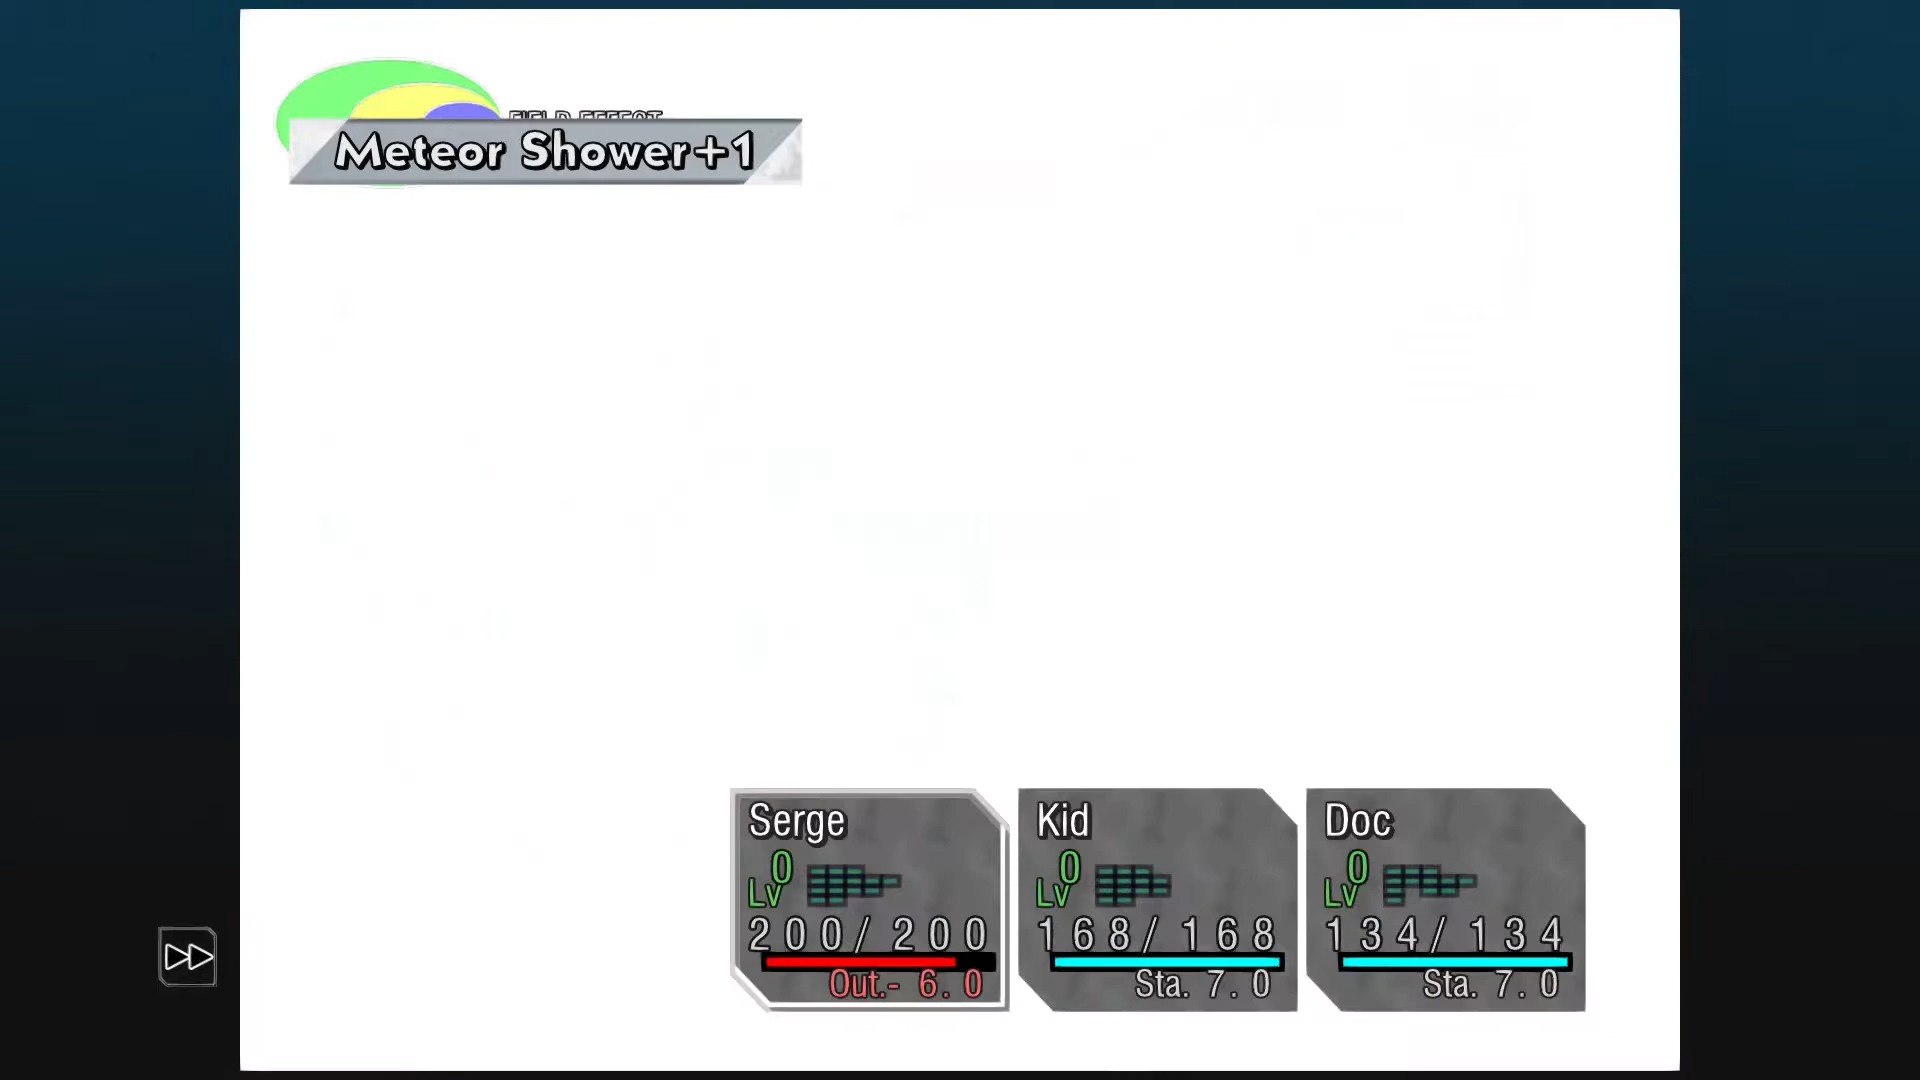 FIELD EFFECT
Meteor Shower+1
Serge
Lv 0
200/200
Out.- 6.0
Kid
Lv 0
168/168
Sta. 7.0
Doc
Lv 0
134/134
Sta. 7.0